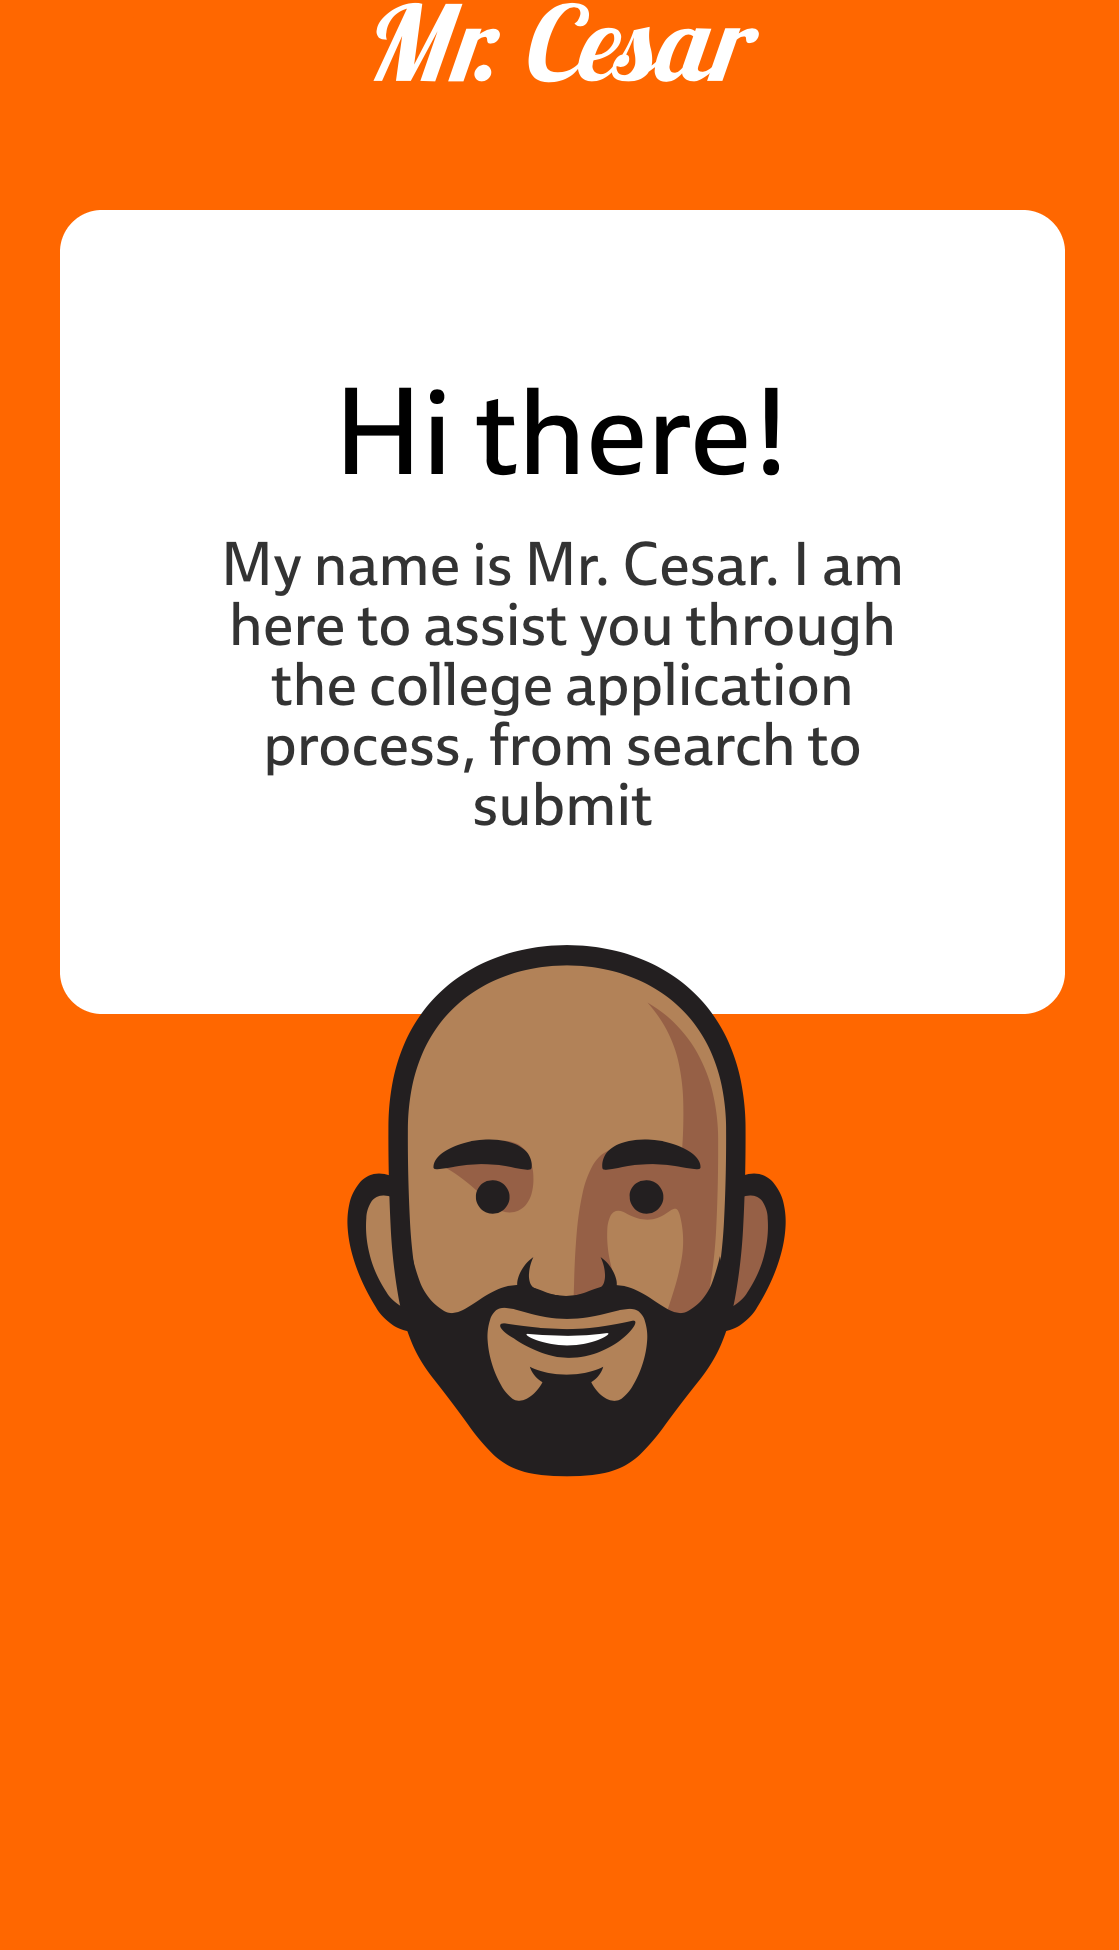 Mr. Cesar
Hi there!
My name is Mr. Cesar. I am
here to assist you through
the college application
process, from search to
submit